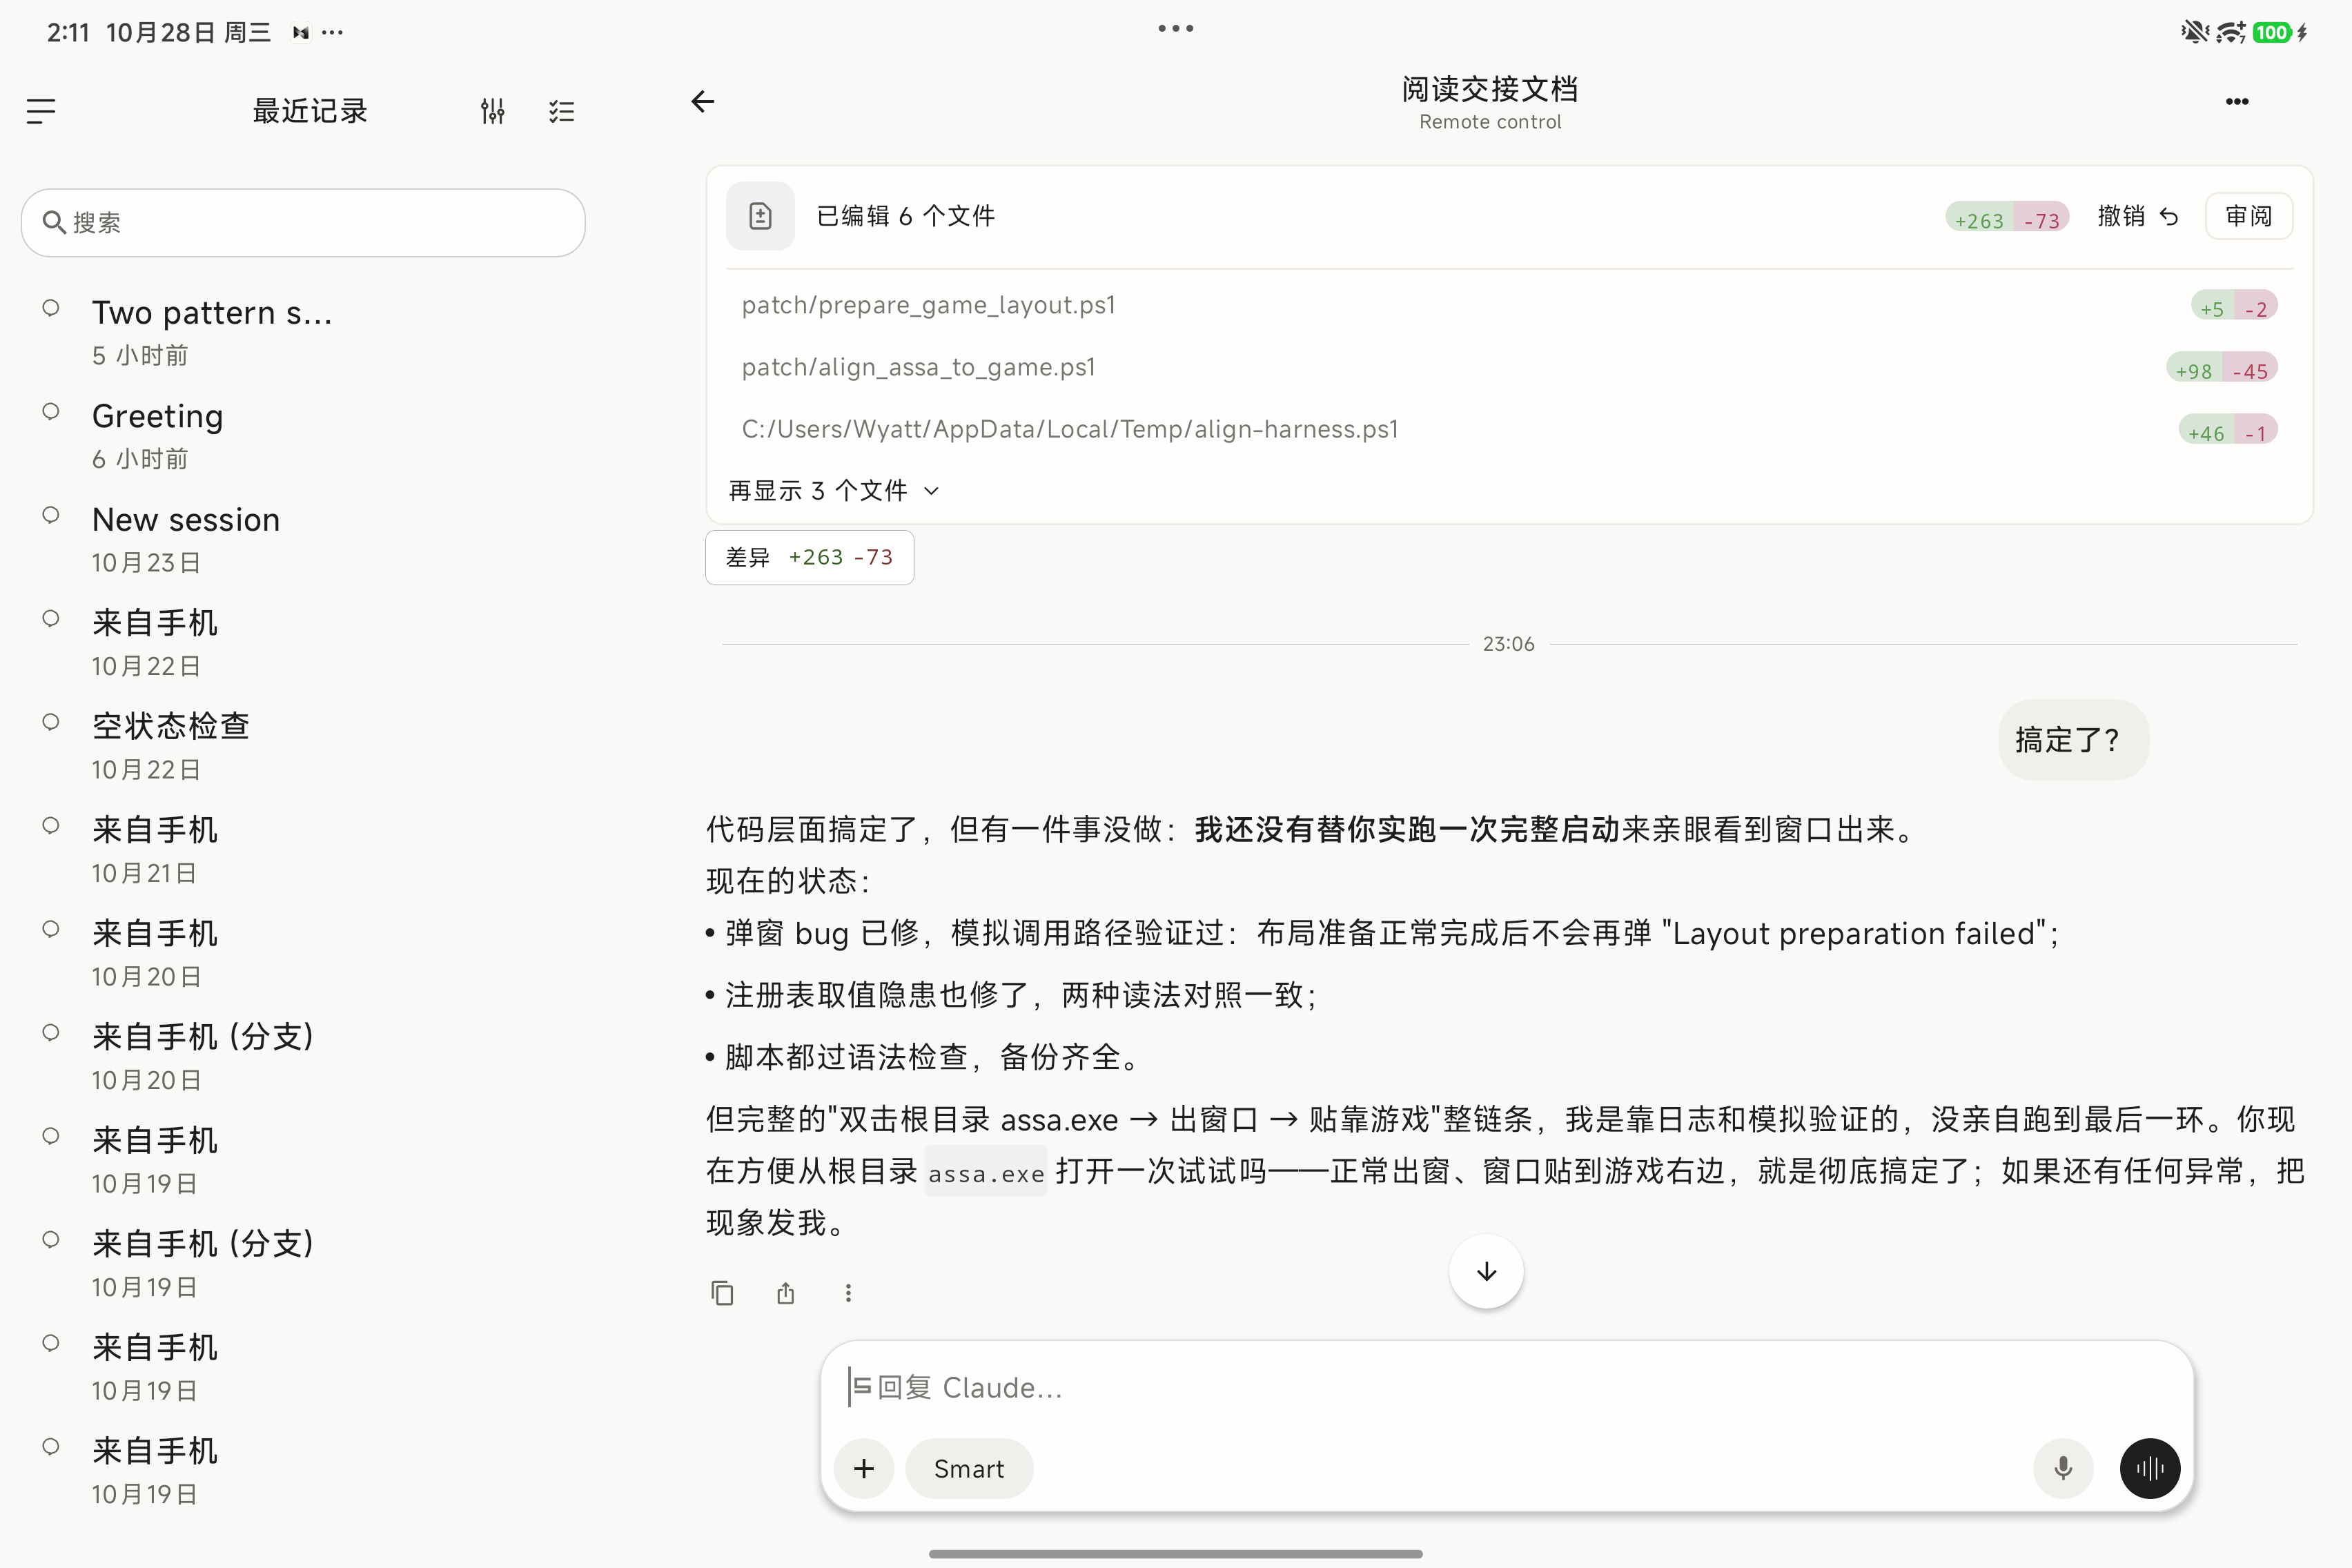 2:11 10月28日 周三
100
最近记录
搜索
Two pattern s...
5 小时前
Greeting
6 小时前
New session
10月23日
来自手机
10月22日
空状态检查
10月22日
来自手机
10月21日
来自手机
10月20日
来自手机 (分支)
10月20日
来自手机
10月19日
来自手机 (分支)
10月19日
来自手机
10月19日
来自手机
10月19日
阅读交接文档
Remote control
已编辑 6 个文件 +263 -73 撤销 审阅
patch/prepare_game_layout.ps1 +5 -2
patch/align_assa_to_game.ps1 +98 -45
C:/Users/Wyatt/AppData/Local/Temp/align-harness.ps1 +46 -1
再显示 3 个文件
差异 +263 -73
23:06
搞定了?
代码层面搞定了，但有一件事没做：我还没有替你实跑一次完整启动来亲眼看到窗口出来。
现在的状态：
• 弹窗 bug 已修，模拟调用路径验证过：布局准备正常完成后不会再弹 "Layout preparation failed"；
• 注册表取值隐患也修了，两种读法对照一致；
• 脚本都过语法检查，备份齐全。
但完整的"双击根目录 assa.exe → 出窗口 → 贴靠游戏"整链条，我是靠日志和模拟验证的，没亲自跑到最后一环。你现
在方便从根目录 assa.exe 打开一次试试吗——正常出窗、窗口贴到游戏右边，就是彻底搞定了；如果还有任何异常，把
现象发我。
回复 Claude...
Smart